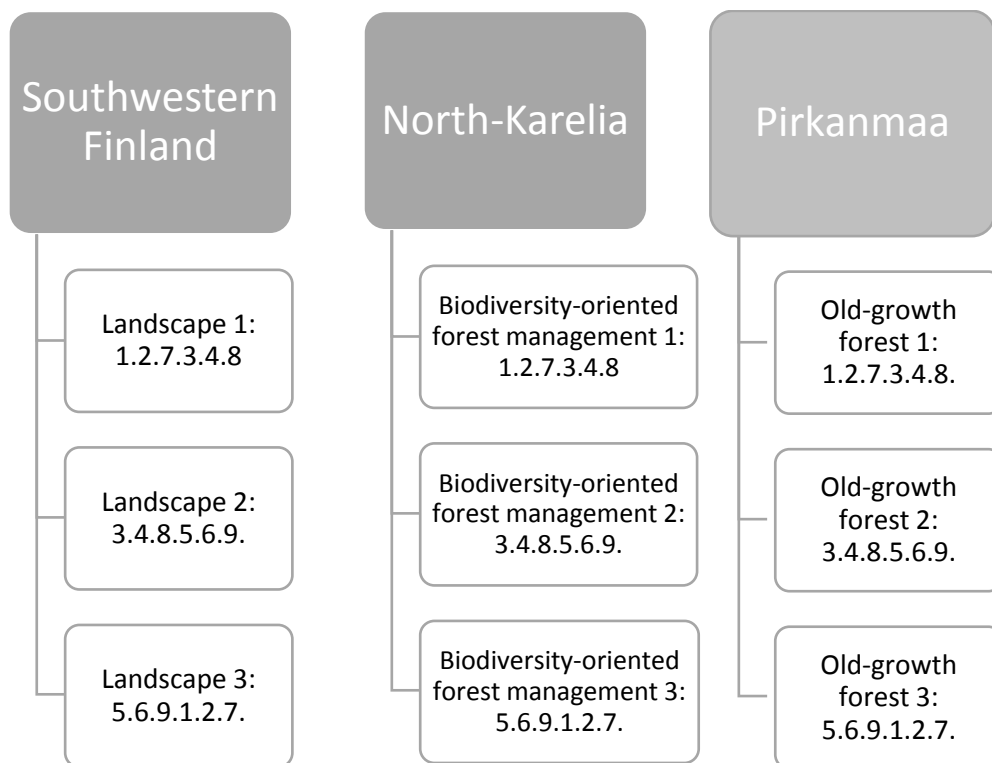 Southwestern
Finland
Landscape 1:
1.2.7.3.4.8
Landscape 2:
3.4.8.5.6.9.
Landscape 3:
5.6.9.1.2.7.
North-Karelia
Biodiversity-oriented
forest management 1:
1.2.7.3.4.8
Biodiversity-oriented
forest management 2:
3.4.8.5.6.9.
Biodiversity-oriented
forest management 3:
5.6.9.1.2.7.
Pirkanmaa
Old-growth
forest 1:
1.2.7.3.4.8.
Old-growth
forest 2:
3.4.8.5.6.9.
Old-growth
forest 3:
5.6.9.1.2.7.